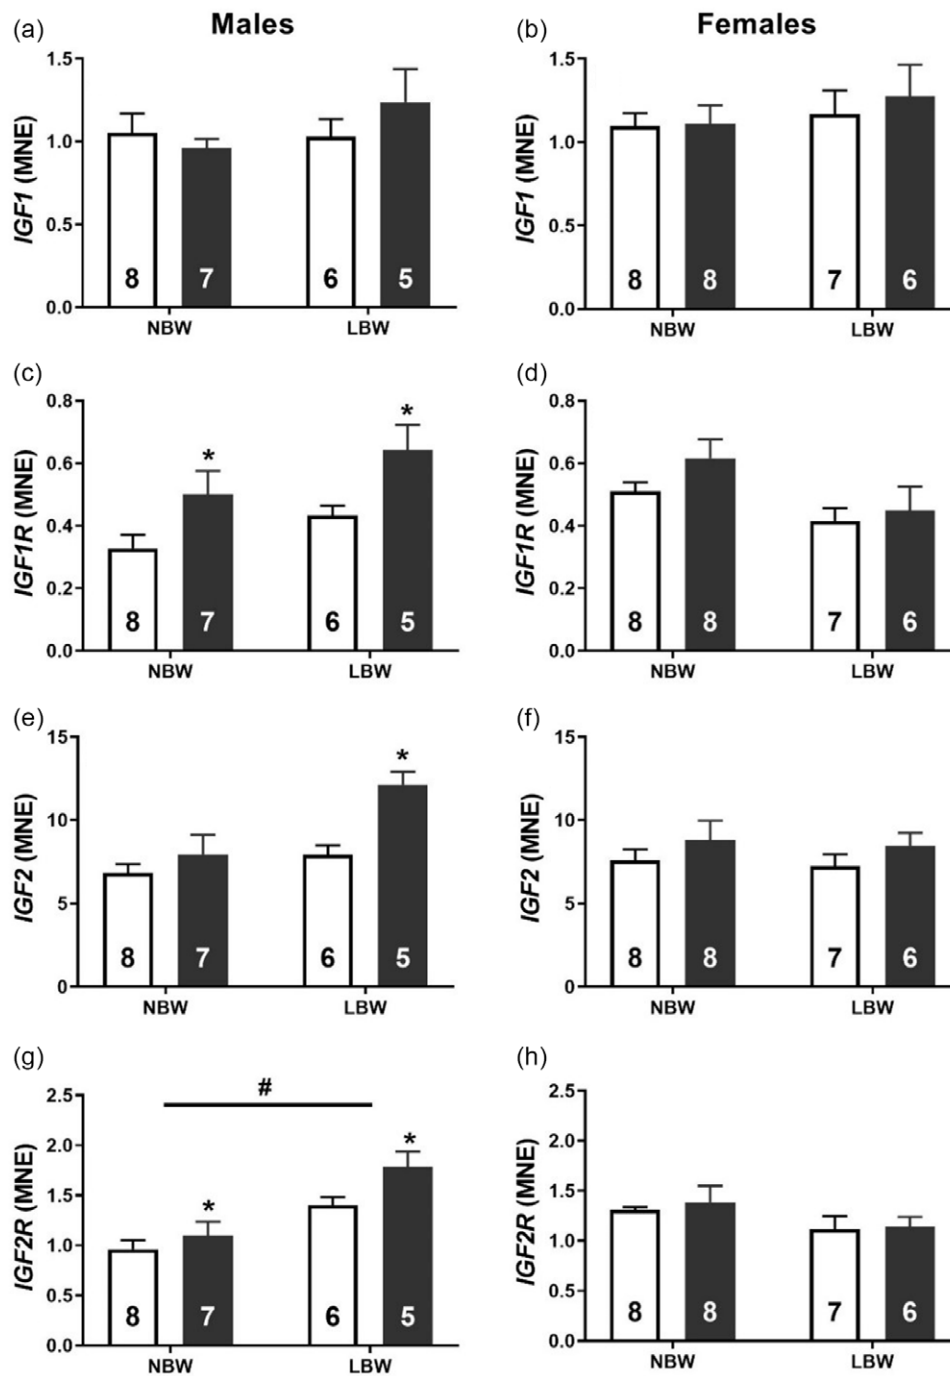 Males Females
(a) (b)
IGF1 (MNE)
1.5
1.0
0.5
0.0
8 7 6 5
NBW LBW
IGF1 (MNE)
1.5
1.0
0.5
0.0
8 8 7 6
NBW LBW
(c) (d)
IGF1R (MNE)
0.8
0.6
0.4
0.2
0.0
* *
8 7 6 5
NBW LBW
IGF1R (MNE)
0.8
0.6
0.4
0.2
0.0
8 8 7 6
NBW LBW
(e) (f)
IGF2 (MNE)
15
10
5
0
*
8 7 6 5
NBW LBW
IGF2 (MNE)
15
10
5
0
8 8 7 6
NBW LBW
(g) (h)
IGF2R (MNE)
2.5
2.0
1.5
1.0
0.5
0.0
#
* *
8 7 6 5
NBW LBW
IGF2R (MNE)
2.5
2.0
1.5
1.0
0.5
0.0
8 8 7 6
NBW LBW